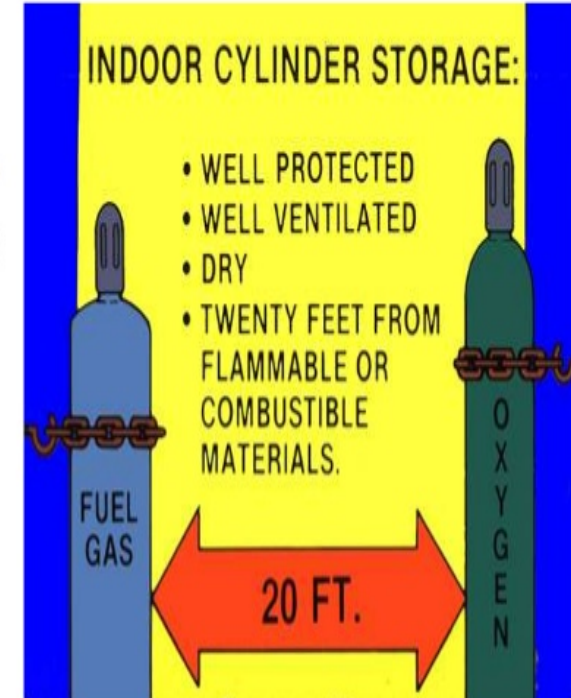 INDOOR CYLINDER STORAGE:
• WELL PROTECTED
• WELL VENTILATED
• DRY
• TWENTY FEET FROM
FLAMMABLE OR
COMBUSTIBLE
MATERIALS.
FUEL
GAS
20 FT.
OXYGEN